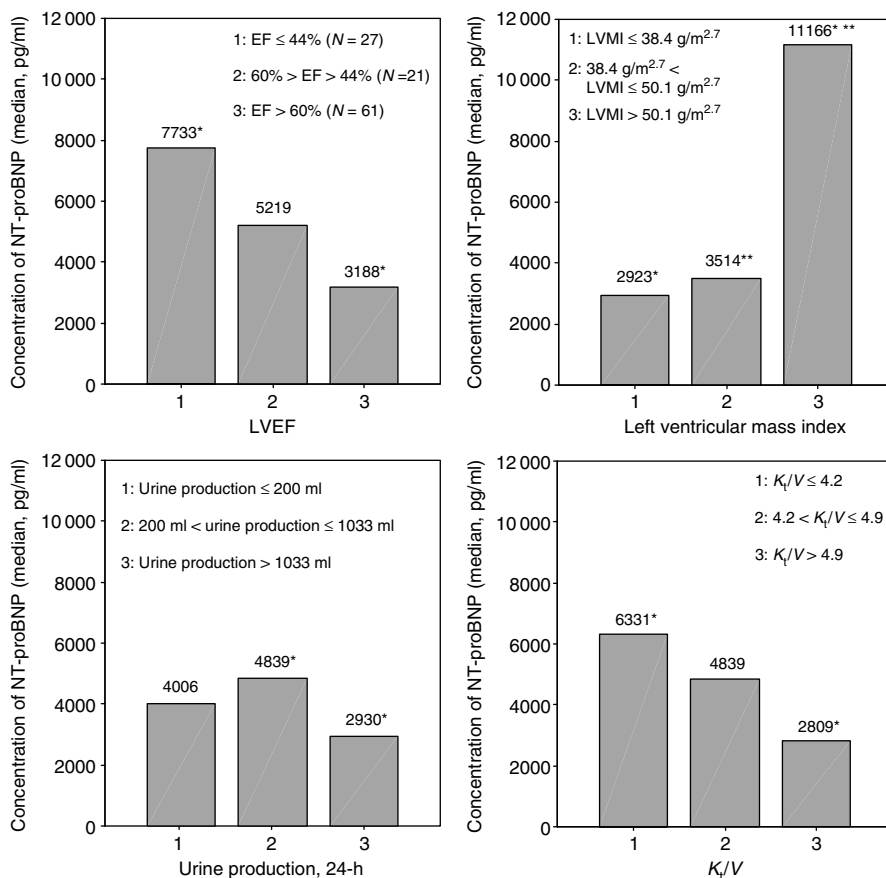 Concentration of NT-proBNP (median, pg/ml)
12 000
10 000
8000
6000
4000
2000
0
1: EF ≤ 44% (N = 27)
2: 60% > EF > 44% (N =21)
3: EF > 60% (N = 61)
7733*
5219
3188*
1 2 3
LVEF
Concentration of NT-proBNP (median, pg/ml)
12 000
10 000
8000
6000
4000
2000
0
1: LVMI ≤ 38.4 g/m2.7
2: 38.4 g/m2.7 <
LVMI ≤ 50.1 g/m2.7
3: LVMI > 50.1 g/m2.7
2923*
3514**
11166* **
1 2 3
Left ventricular mass index
Concentration of NT-proBNP (median, pg/ml)
12 000
10 000
8000
6000
4000
2000
0
1: Urine production ≤ 200 ml
2: 200 ml < urine production ≤ 1033 ml
3: Urine production > 1033 ml
4006
4839*
2930*
1 2 3
Urine production, 24-h
Concentration of NT-proBNP (median, pg/ml)
12 000
10 000
8000
6000
4000
2000
0
1: Kt/V ≤ 4.2
2: 4.2 < Kt/V ≤ 4.9
3: Kt/V > 4.9
6331*
4839
2809*
1 2 3
Kt/V